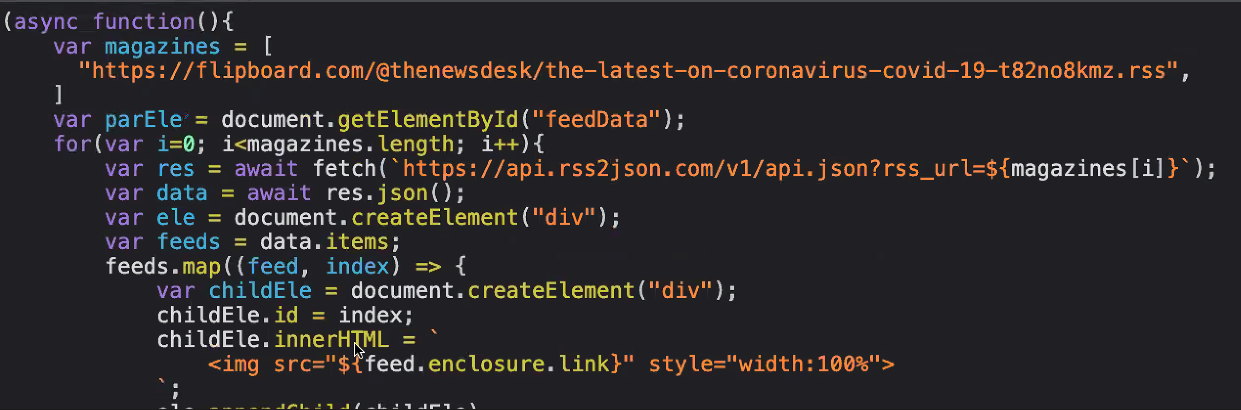 (async function(){
    var magazines = [
      "https://flipboard.com/@thenewsdesk/the-latest-on-coronavirus-covid-19-t82no8kmz.rss",
    ]
    var parEle = document.getElementById("feedData");
    for(var i=0; i<magazines.length; i++){
        var res = await fetch(`https://api.rss2json.com/v1/api.json?rss_url=${magazines[i]}`);
        var data = await res.json();
        var ele = document.createElement("div");
        var feeds = data.items;
        feeds.map((feed, index) => {
            var childEle = document.createElement("div");
            childEle.id = index;
            childEle.innerHTML = `
                <img src="${feed.enclosure.link}" style="width:100%">
            `;
            ele.appendChild(childEle)